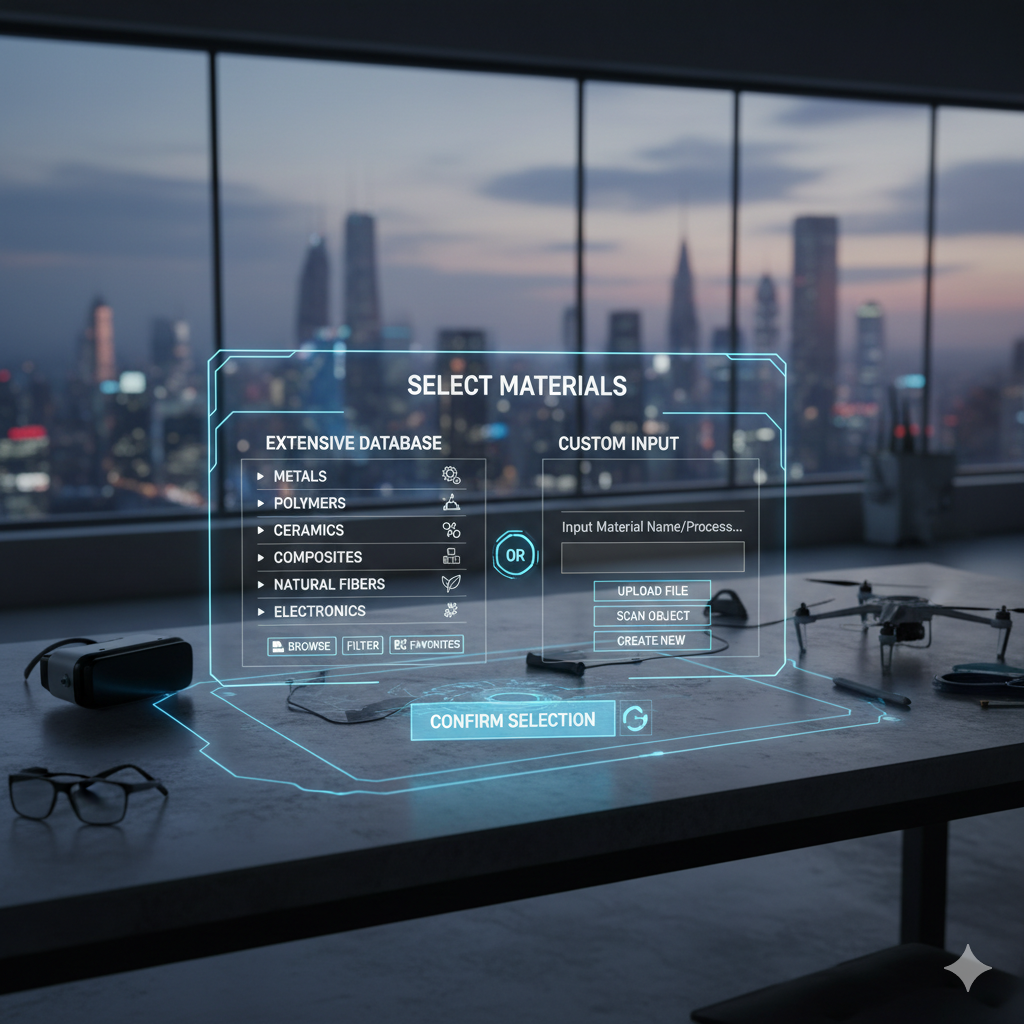 SELECT MATERIALS
EXTENSIVE DATABASE
METALS
POLYMERS
CERAMICS
COMPOSITES
NATURAL FIBERS
ELECTRONICS
BROWSE
FILTER
FAVORITES
OR
CUSTOM INPUT
Input Material Name/Process...
UPLOAD FILE
SCAN OBJECT
CREATE NEW
CONFIRM SELECTION